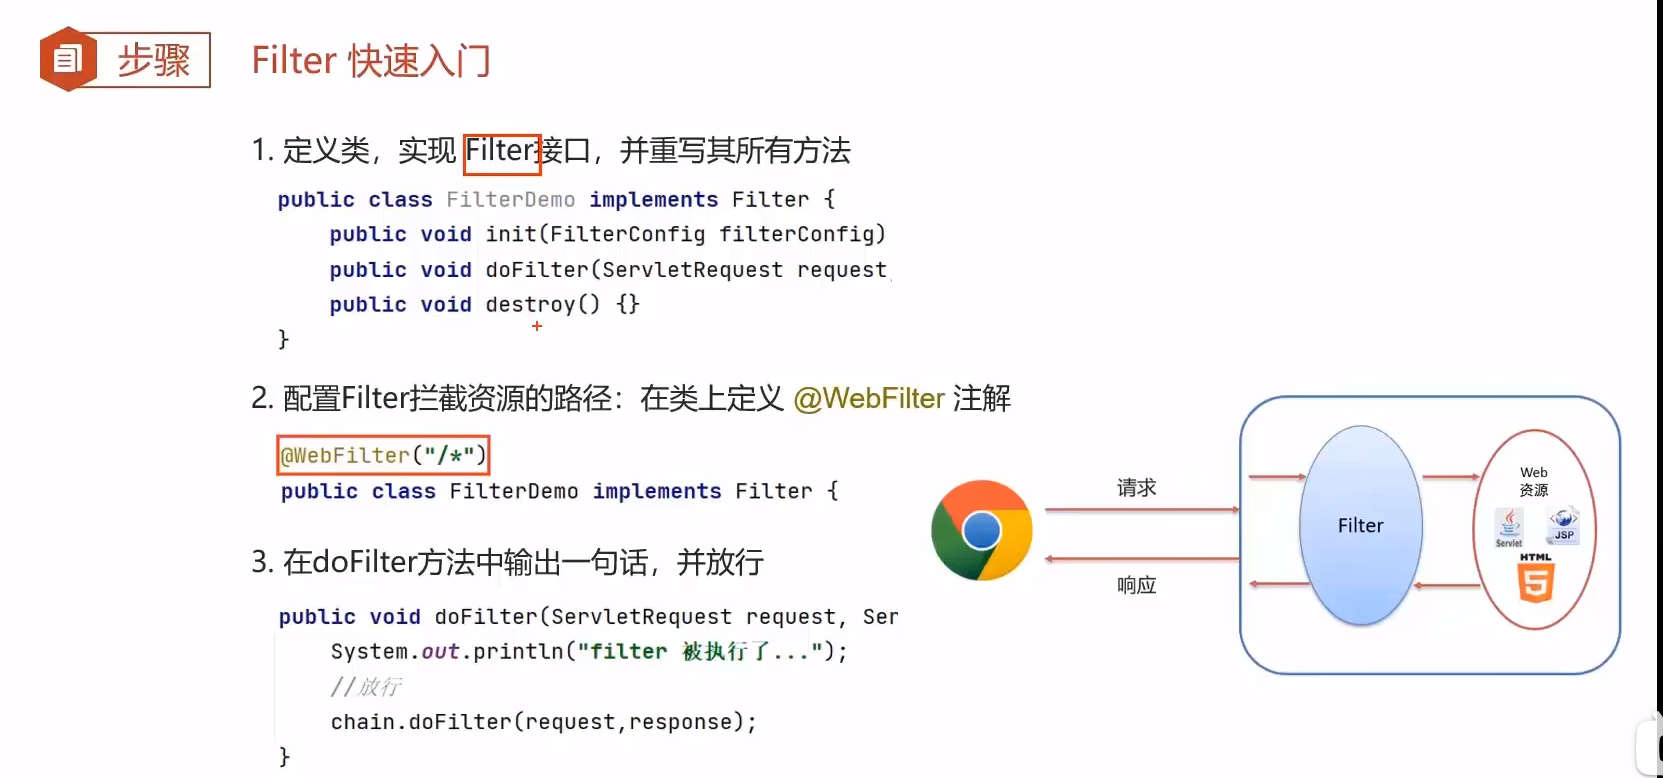 步骤
Filter 快速入门
1. 定义类，实现 Filter接口，并重写其所有方法
public class FilterDemo implements Filter {
public void init(FilterConfig filterConfig)
public void doFilter(ServletRequest request,
public void destroy() {}
}
2. 配置Filter拦截资源的路径：在类上定义 @WebFilter 注解
@WebFilter("/*")
public class FilterDemo implements Filter {
3. 在doFilter方法中输出一句话，并放行
public void doFilter(ServletRequest request, Ser
System.out.println("filter 被执行了...");
//放行
chain.doFilter(request,response);
}
请求
响应
Filter
Web
资源
Servlet
JSP
HTML
5